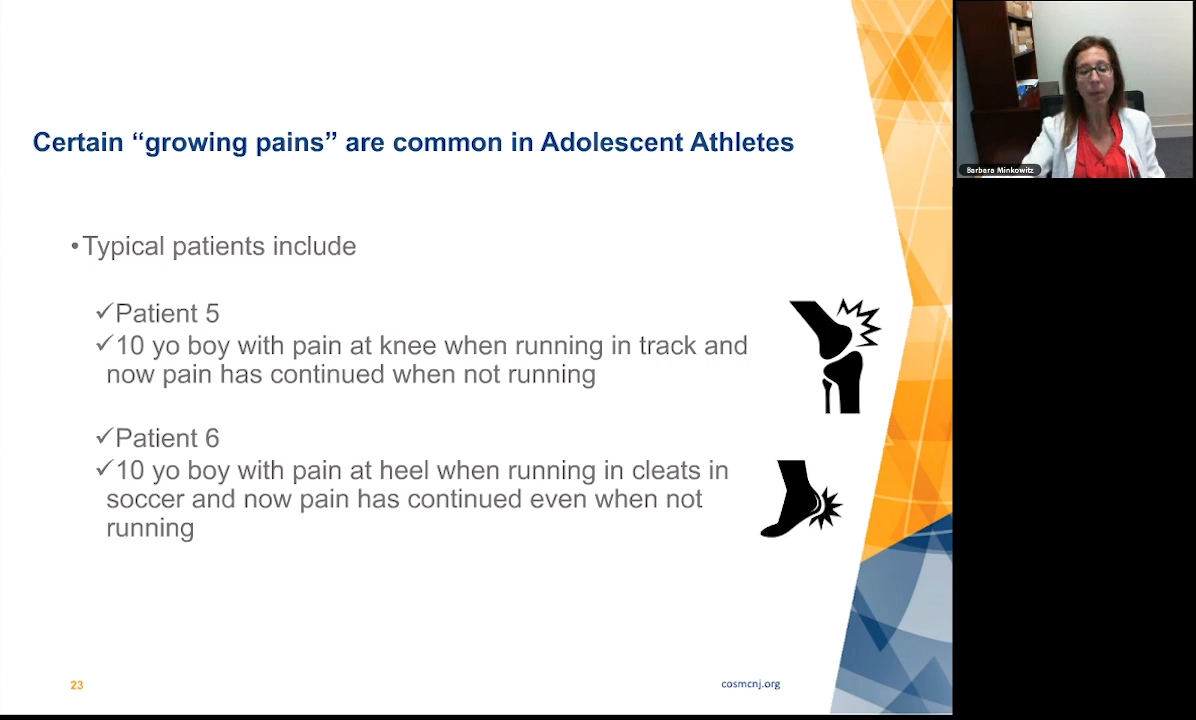 Certain “growing pains” are common in Adolescent Athletes
•Typical patients include
✓Patient 5
✓10 yo boy with pain at knee when running in track and
now pain has continued when not running
✓Patient 6
✓10 yo boy with pain at heel when running in cleats in
soccer and now pain has continued even when not
running
23
cosmcnj.org
Barbara Minkowitz